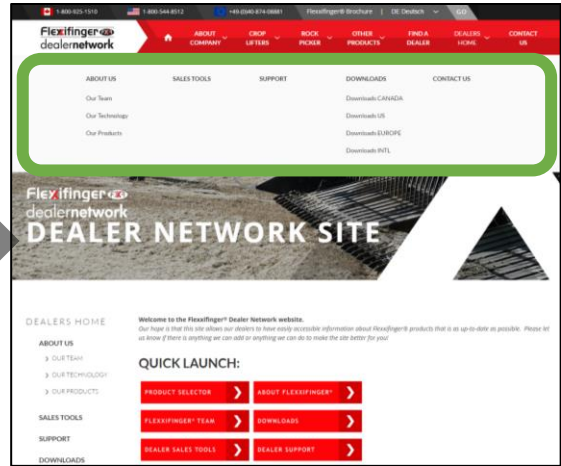 1-800-925-1510 1-800-544-8512 +49-(0)40-874-08881 Flexxifinger® Brochure | DE Deutsch GO
Flexxifinger
dealernetwork
ABOUT COMPANY CROP LIFTERS ROCK PICKER OTHER PRODUCTS FIND A DEALER DEALERS HOME CONTACT US
ABOUT US SALES TOOLS SUPPORT DOWNLOADS CONTACT US
Our Team Downloads CANADA
Our Technology Downloads US
Our Products Downloads EUROPE
Downloads INTL
Flexxifinger
dealernetwork
DEALER NETWORK SITE
DEALERS HOME
ABOUT US
> OUR TEAM
> OUR TECHNOLOGY
> OUR PRODUCTS
SALES TOOLS
SUPPORT
DOWNLOADS
Welcome to the Flexxifinger® Dealer Network website.
Our hope is that this site allows our dealers to have easily accessible information about Flexxifinger® products that is as up-to-date as possible. Please let
us know if there is anything we can add or anything we can do to make the site better for you!
QUICK LAUNCH:
PRODUCT SELECTOR ABOUT FLEXXIFINGER®
FLEXXIFINGER® TEAM DOWNLOADS
DEALER SALES TOOLS DEALER SUPPORT